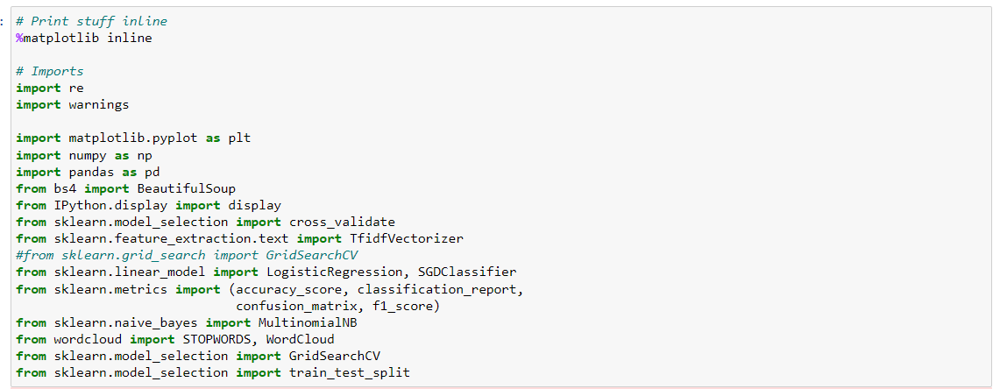 :
# Print stuff inline
%matplotlib inline
# Imports
import re
import warnings
import matplotlib.pyplot as plt
import numpy as np
import pandas as pd
from bs4 import BeautifulSoup
from IPython.display import display
from sklearn.model_selection import cross_validate
from sklearn.feature_extraction.text import TfidfVectorizer
#from sklearn.grid_search import GridSearchCV
from sklearn.linear_model import LogisticRegression, SGDClassifier
from sklearn.metrics import (accuracy_score, classification_report,
                             confusion_matrix, f1_score)
from sklearn.naive_bayes import MultinomialNB
from wordcloud import STOPWORDS, WordCloud
from sklearn.model_selection import GridSearchCV
from sklearn.model_selection import train_test_split